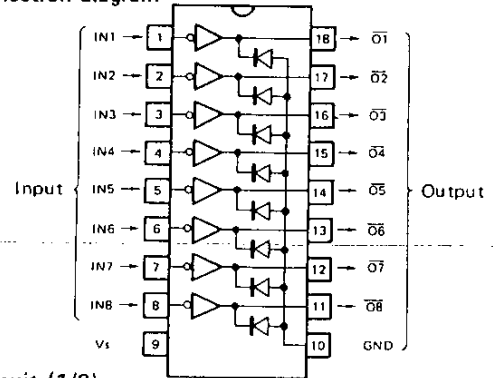 nection diagram
IN1 1 18 O1
IN2 2 17 O2
IN3 3 16 O3
IN4 4 15 O4
Input IN5 5 14 O5 Output
IN6 6 13 O6
IN7 7 12 O7
IN8 8 11 O8
Vs 9 10 GND
(1/8)